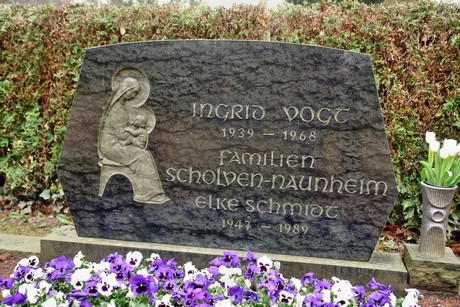 INGRID VOGT
1939 - 1968
FAMILIEN
SCHOLVEN-NAUNHEIM
ELKE SCHMIDT
1947 - 1989